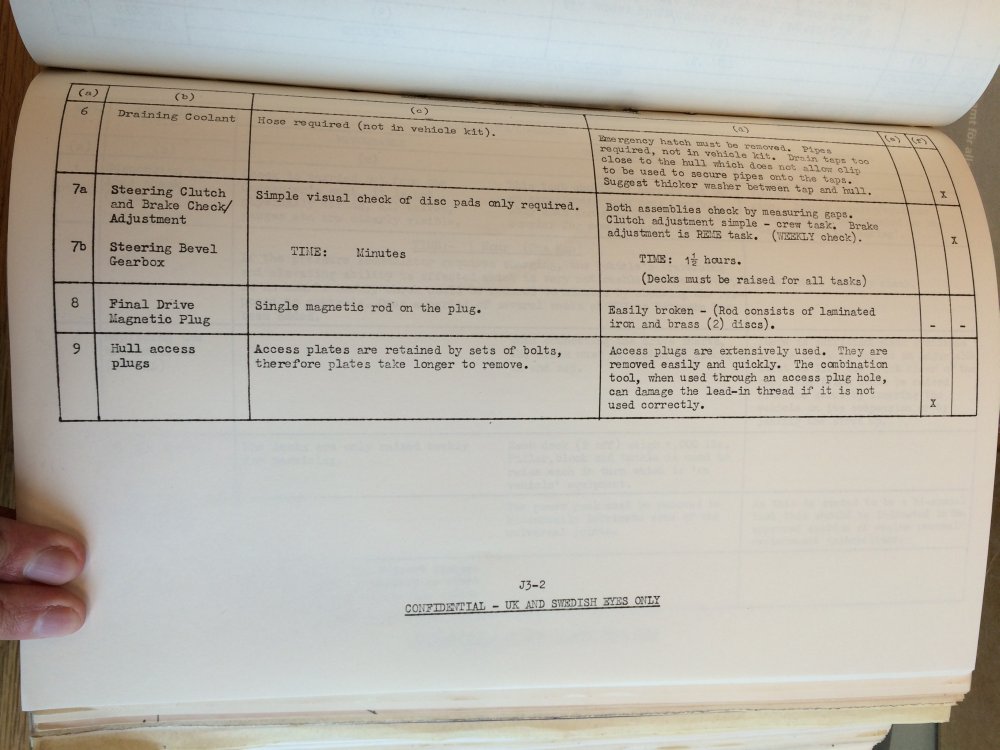 (a) (b) (c) (d) (e) (f)
6 Draining Coolant Hose required (not in vehicle kit). Emergency hatch must be removed. Pipes
required, not in vehicle kit. Drain taps too
close to the hull which does not allow clip
to be used to secure pipes onto the taps.
Suggest thicker washer between tap and hull. X
7a Steering Clutch
and Brake Check/
Adjustment
Simple visual check of disc pads only required.
Both assemblies check by measuring gaps.
Clutch adjustment simple - crew task. Brake
adjustment is REME task. (WEEKLY check). X
7b Steering Bevel
Gearbox
TIME: Minutes
TIME: 1½ hours.
(Decks must be raised for all tasks)
8 Final Drive
Magnetic Plug
Single magnetic rod on the plug.
Easily broken - (Rod consists of laminated
iron and brass (2) discs). - -
9 Hull access
plugs
Access plates are retained by sets of bolts,
therefore plates take longer to remove.
Access plugs are extensively used. They are
removed easily and quickly. The combination
tool, when used through an access plug hole,
can damage the lead-in thread if it is not
used correctly. X
J3-2
CONFIDENTIAL - UK AND SWEDISH EYES ONLY